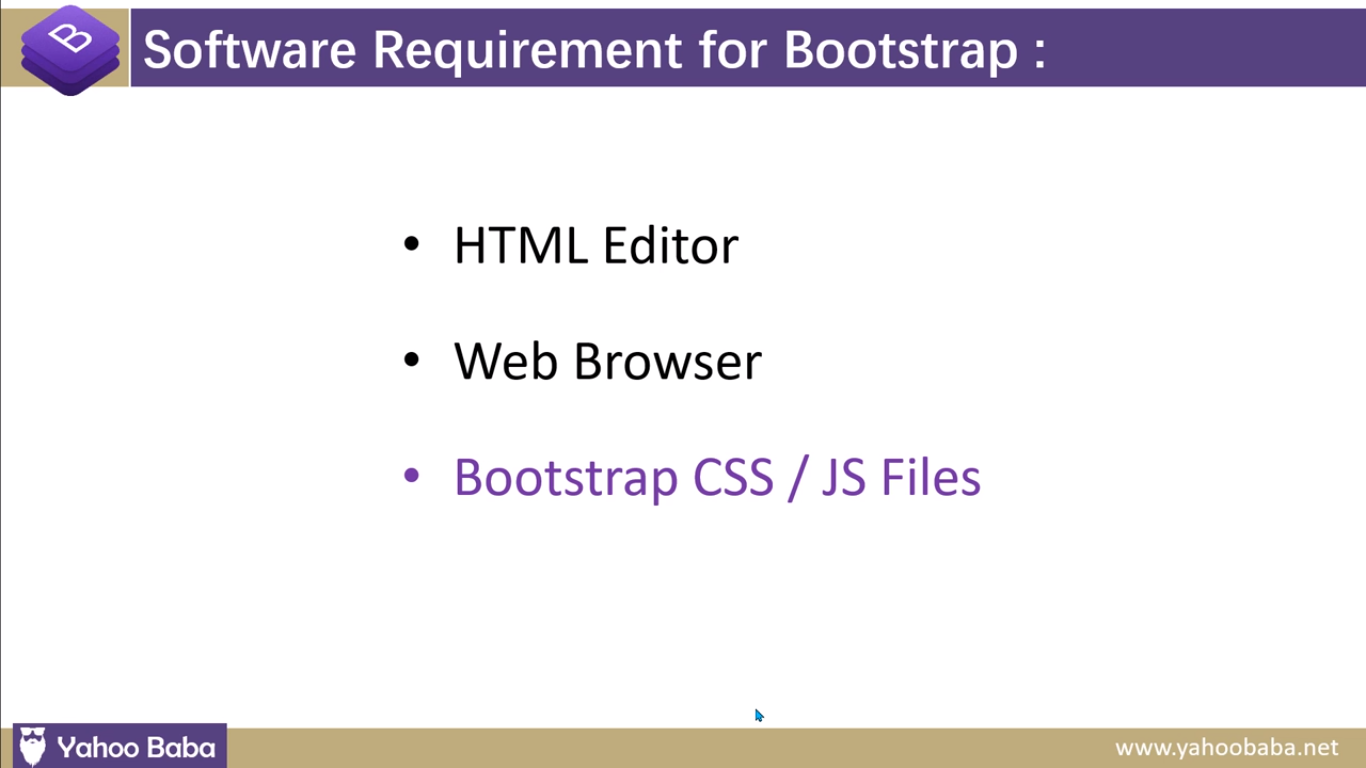 B
Software Requirement for Bootstrap :
• HTML Editor
• Web Browser
• Bootstrap CSS / JS Files
Yahoo Baba
www.yahoobaba.net